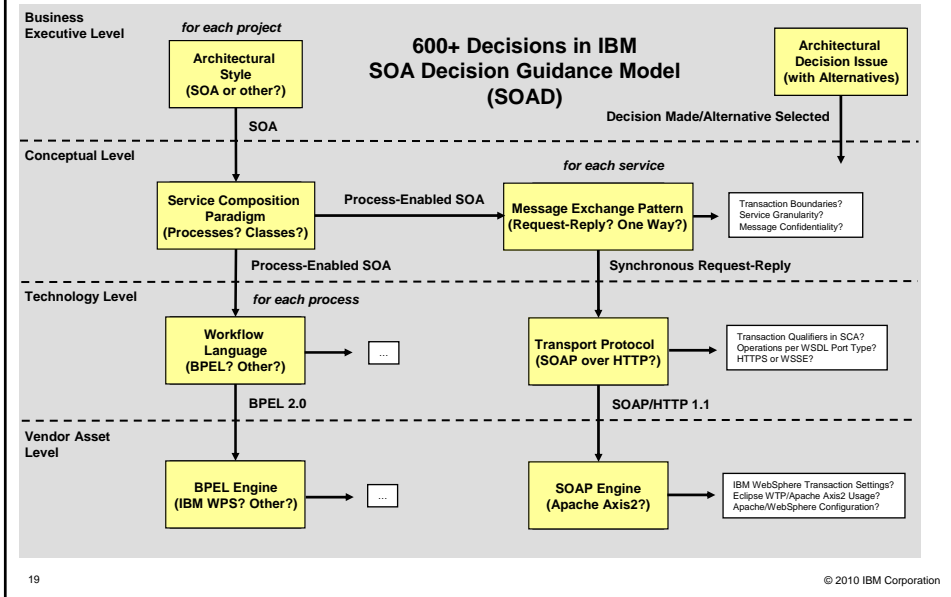 Business
Executive Level
for each project
600+ Decisions in IBM
SOA Decision Guidance Model
(SOAD)
Architectural
Style
(SOA or other?)
Architectural
Decision Issue
(with Alternatives)
SOA
Decision Made/Alternative Selected
Conceptual Level
for each service
Service Composition
Paradigm
(Processes? Classes?)
Process-Enabled SOA
Message Exchange Pattern
(Request-Reply? One Way?)
Transaction Boundaries?
Service Granularity?
Message Confidentiality?
Process-Enabled SOA
Synchronous Request-Reply
Technology Level
for each process
Workflow
Language
(BPEL? Other?)
...
Transport Protocol
(SOAP over HTTP?)
Transaction Qualifiers in SCA?
Operations per WSDL Port Type?
HTTPS or WSSE?
BPEL 2.0
SOAP/HTTP 1.1
Vendor Asset
Level
BPEL Engine
(IBM WPS? Other?)
...
SOAP Engine
(Apache Axis2?)
IBM WebSphere Transaction Settings?
Eclipse WTP/Apache Axis2 Usage?
Apache/WebSphere Configuration?
19
© 2010 IBM Corporation